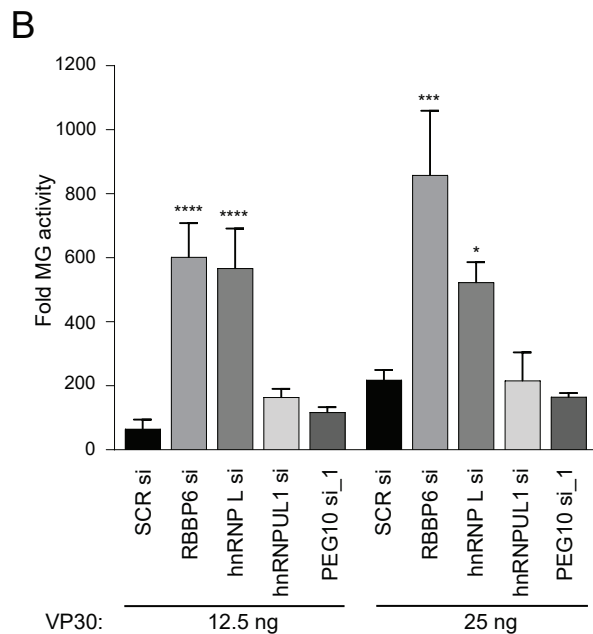 B
1200
1000
800
600
400
200
0
Fold MG activity
**** **** *** *
SCR si RBBP6 si hnRNP L si hnRNPUL1 si PEG10 si_1 SCR si RBBP6 si hnRNP L si hnRNPUL1 si PEG10 si_1
VP30: 12.5 ng 25 ng